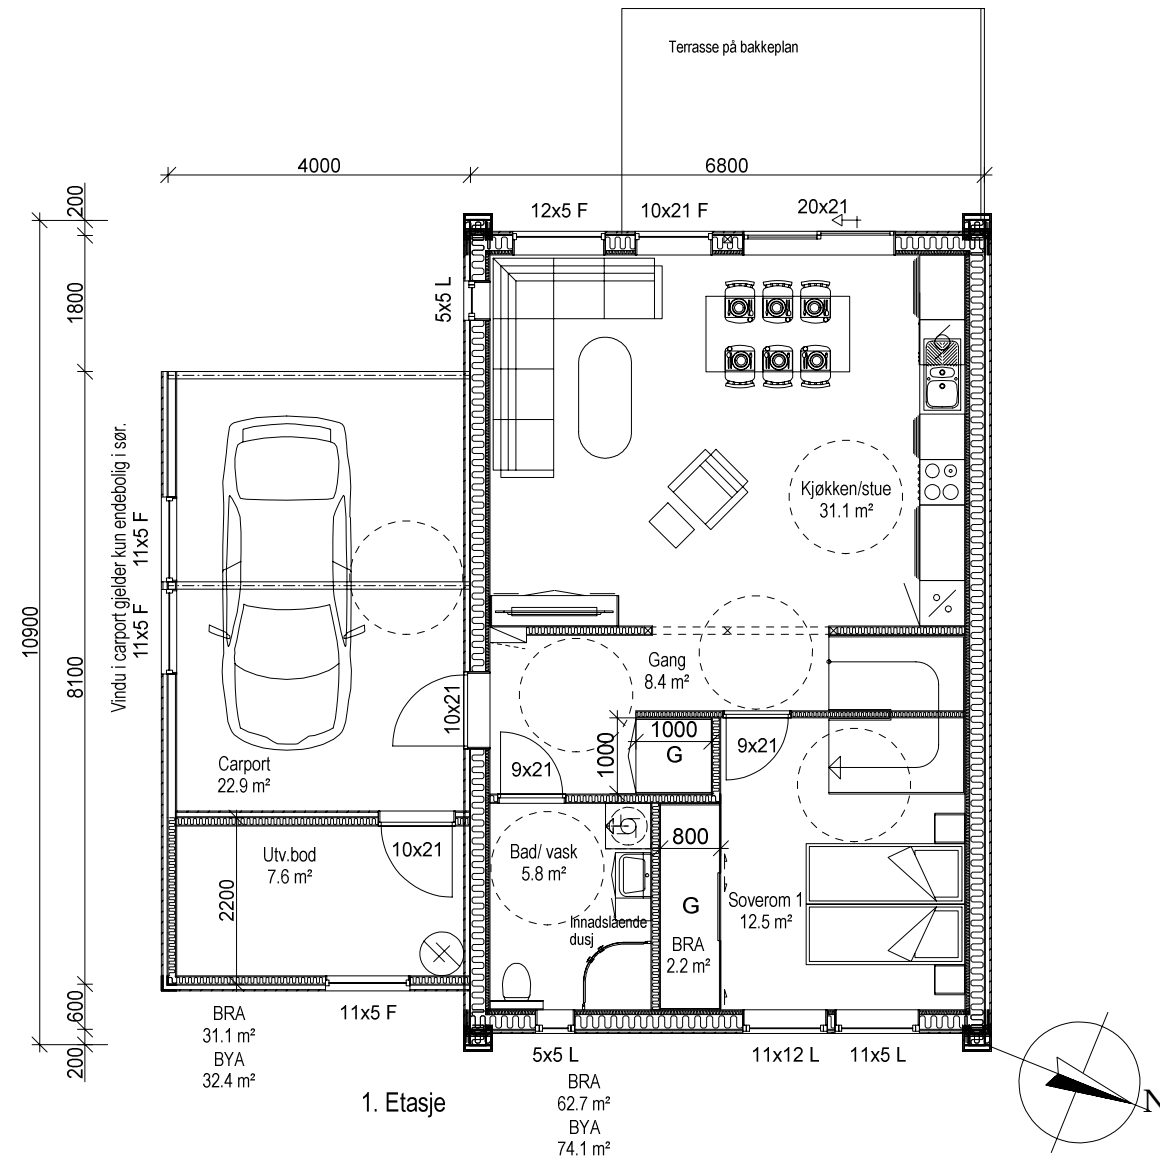 Terrasse på bakkeplan
4000
6800
200
12x5 F
10x21 F
20x21
1800
5x5 L
Vindu i carport gjelder kun endebolig i sør.
11x5 F
11x5 F
Kjøkken/stue
31.1 m²
10900
8100
Gang
8.4 m²
10x21
1000
G
1000
9x21
9x21
Carport
22.9 m²
Utv.bod
7.6 m²
10x21
Bad/ vask
5.8 m²
800
2200
G
Soverom 1
12.5 m²
Innadslående
dusj
BRA
2.2 m²
600
200
BRA
31.1 m²
BYA
32.4 m²
11x5 F
5x5 L
11x12 L
11x5 L
BRA
62.7 m²
BYA
74.1 m²
1. Etasje
N